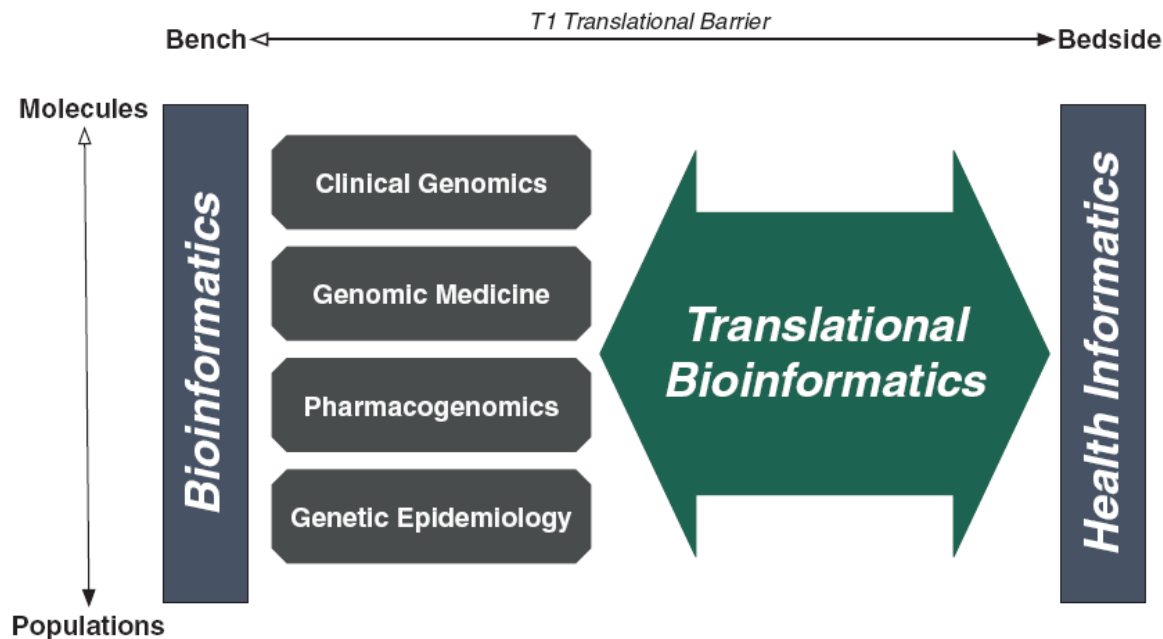 T1 Translational Barrier
Bench
Bedside
Molecules
Populations
Bioinformatics
Clinical Genomics
Genomic Medicine
Pharmacogenomics
Genetic Epidemiology
Translational
Bioinformatics
Health Informatics